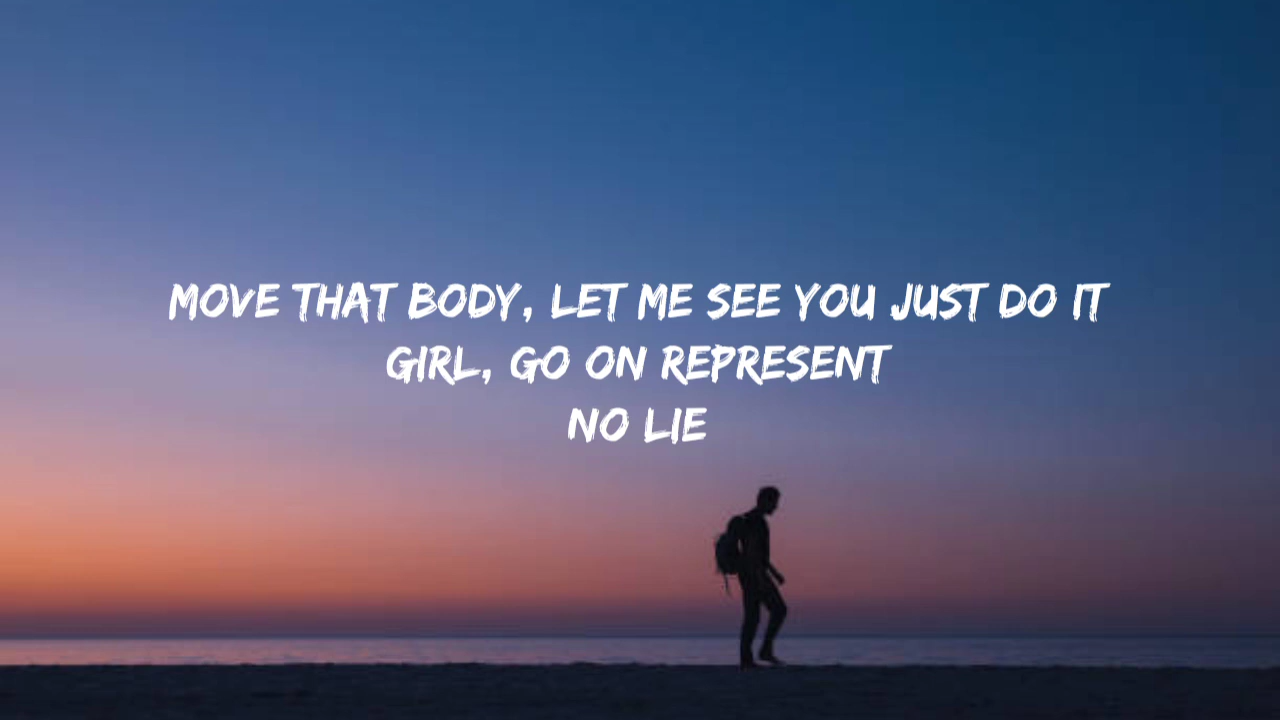 MOVE THAT BODY, LET ME SEE YOU JUST DO IT
GIRL, GO ON REPRESENT
NO LIE